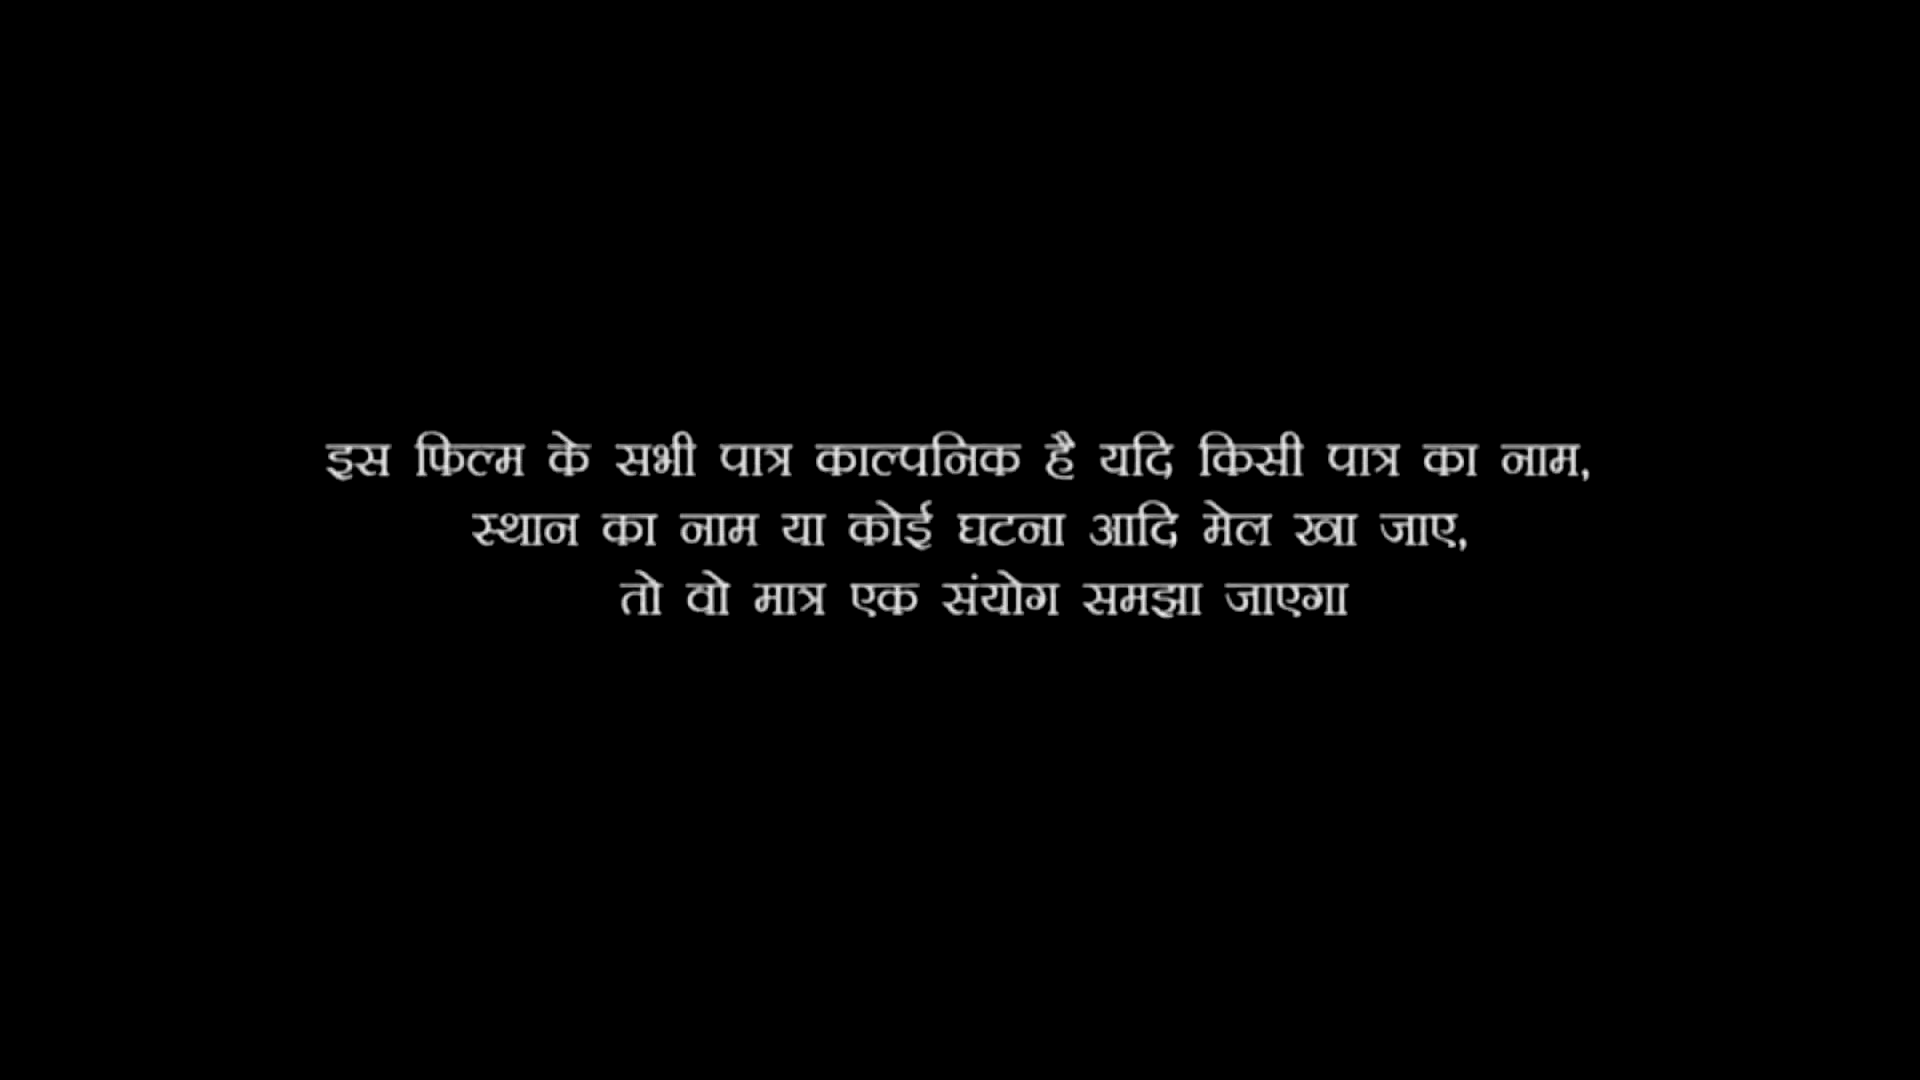 इस फिल्म के सभी पात्र काल्पनिक है यदि किसी पात्र का नाम,
स्थान का नाम या कोई घटना आदि मेल खा जाए,
तो वो मात्र एक संयोग समझा जाएगा